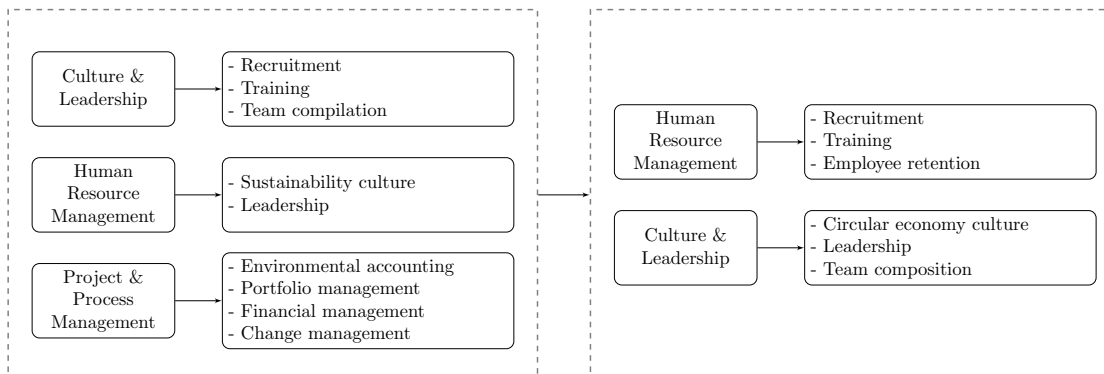 Culture &
Leadership
- Recruitment
- Training
- Team compilation
Human
Resource
Management
- Sustainability culture
- Leadership
Project &
Process
Management
- Environmental accounting
- Portfolio management
- Financial management
- Change management
Human
Resource
Management
- Recruitment
- Training
- Employee retention
Culture &
Leadership
- Circular economy culture
- Leadership
- Team composition